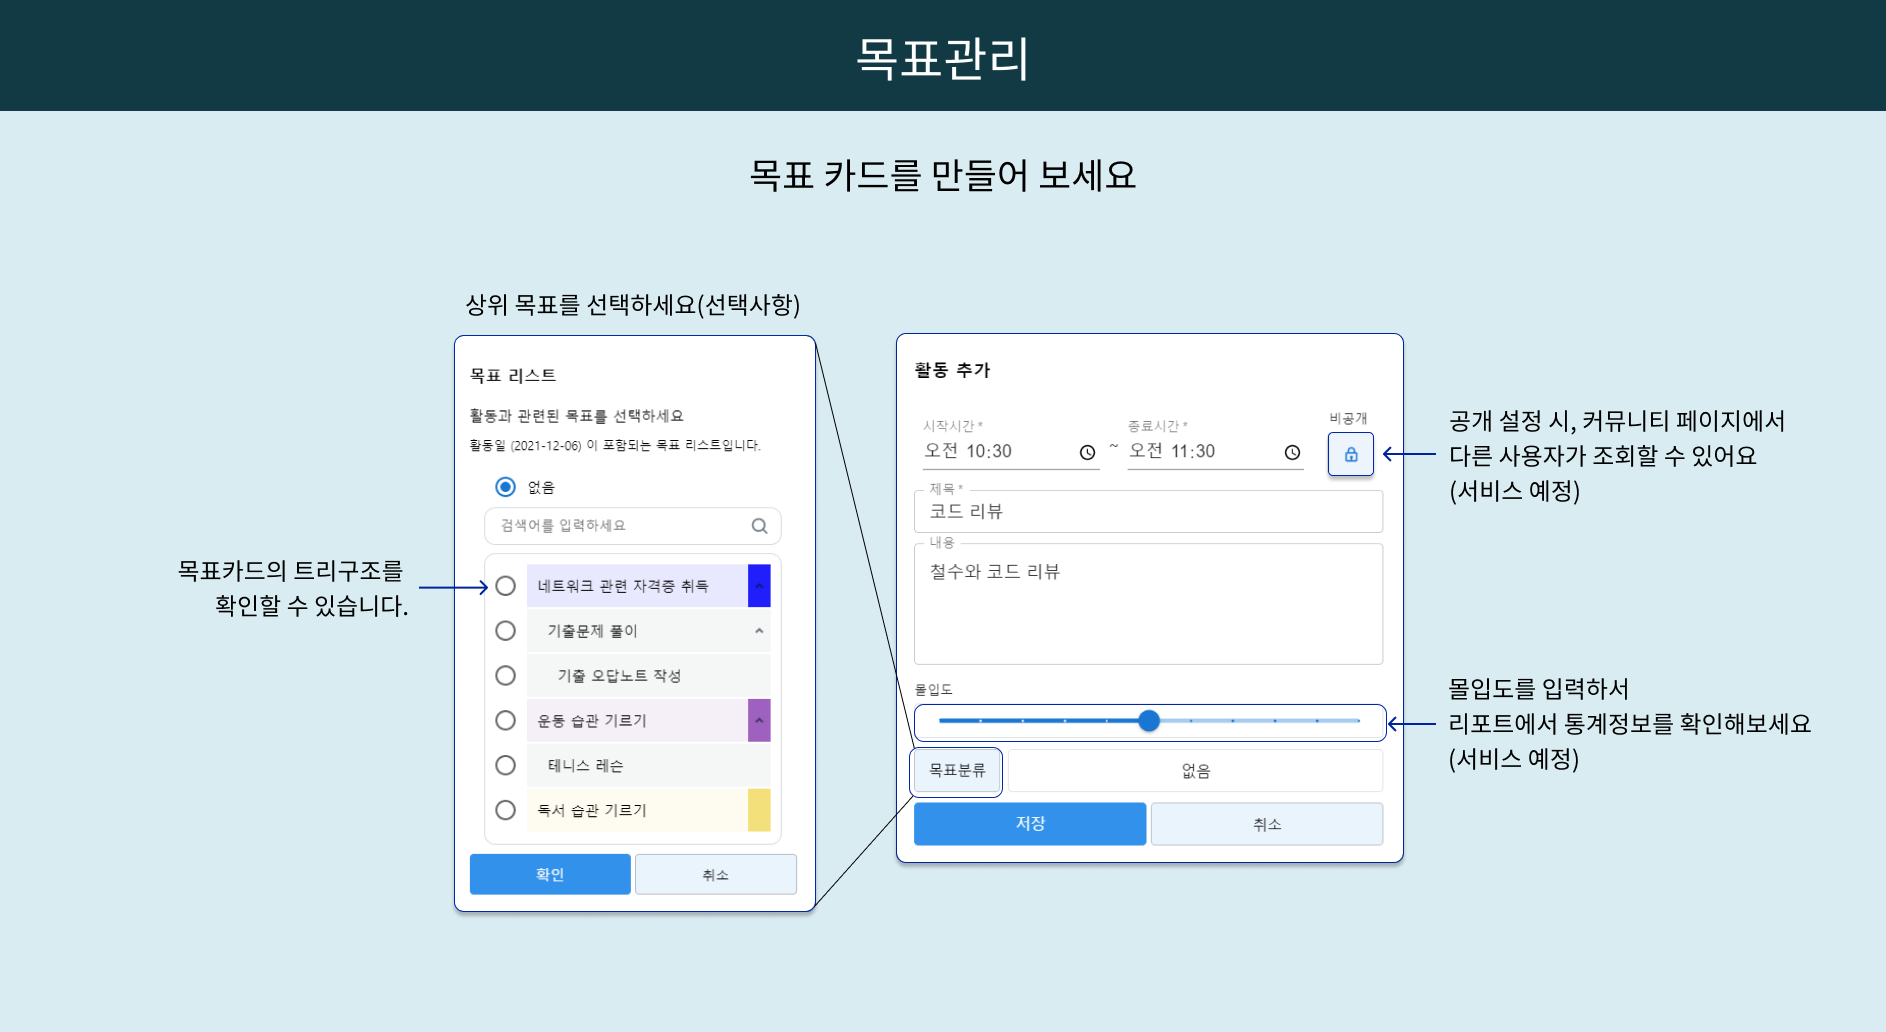 목표관리
목표 카드를 만들어 보세요
상위 목표를 선택하세요(선택사항)
목표 리스트
활동과 관련된 목표를 선택하세요
활동일 (2021-12-06) 이 포함되는 목표 리스트입니다.
없음
검색어를 입력하세요
네트워크 관련 자격증 취득
기출문제 풀이
기출 오답노트 작성
운동 습관 기르기
테니스 레슨
독서 습관 기르기
확인
취소
목표카드의 트리구조를
확인할 수 있습니다.
활동 추가
비공개
시작시간 *
종료시간 *
오전 10:30 ~ 오전 11:30
제목 *
코드 리뷰
내용
철수와 코드 리뷰
몰입도
목표분류
없음
저장
취소
공개 설정 시, 커뮤니티 페이지에서
다른 사용자가 조회할 수 있어요
(서비스 예정)
몰입도를 입력하서
리포트에서 통계정보를 확인해보세요
(서비스 예정)